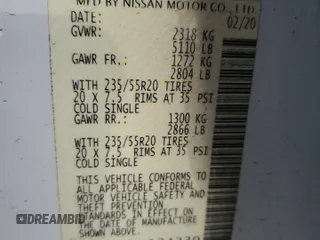 MFD BY NISSAN MOTOR CO., LTD.
DATE: 02/20
GVWR: 2318 KG
5110 LB
GAWR FR.: 1272 KG
2804 LB
WITH 235/55R20 TIRES
20 X 7.5 RIMS AT 35 PSI
COLD SINGLE
GAWR RR.: 1300 KG
2866 LB
WITH 235/55R20 TIRES
20 X 7.5 RIMS AT 35 PSI
COLD SINGLE
THIS VEHICLE CONFORMS TO
ALL APPLICABLE FEDERAL
MOTOR VEHICLE SAFETY AND
THEFT PREVENTION
STANDARDS IN EFFECT ON
THE DATE OF MANUFACTURE
SHOWN ABOVE.
DREAMBID